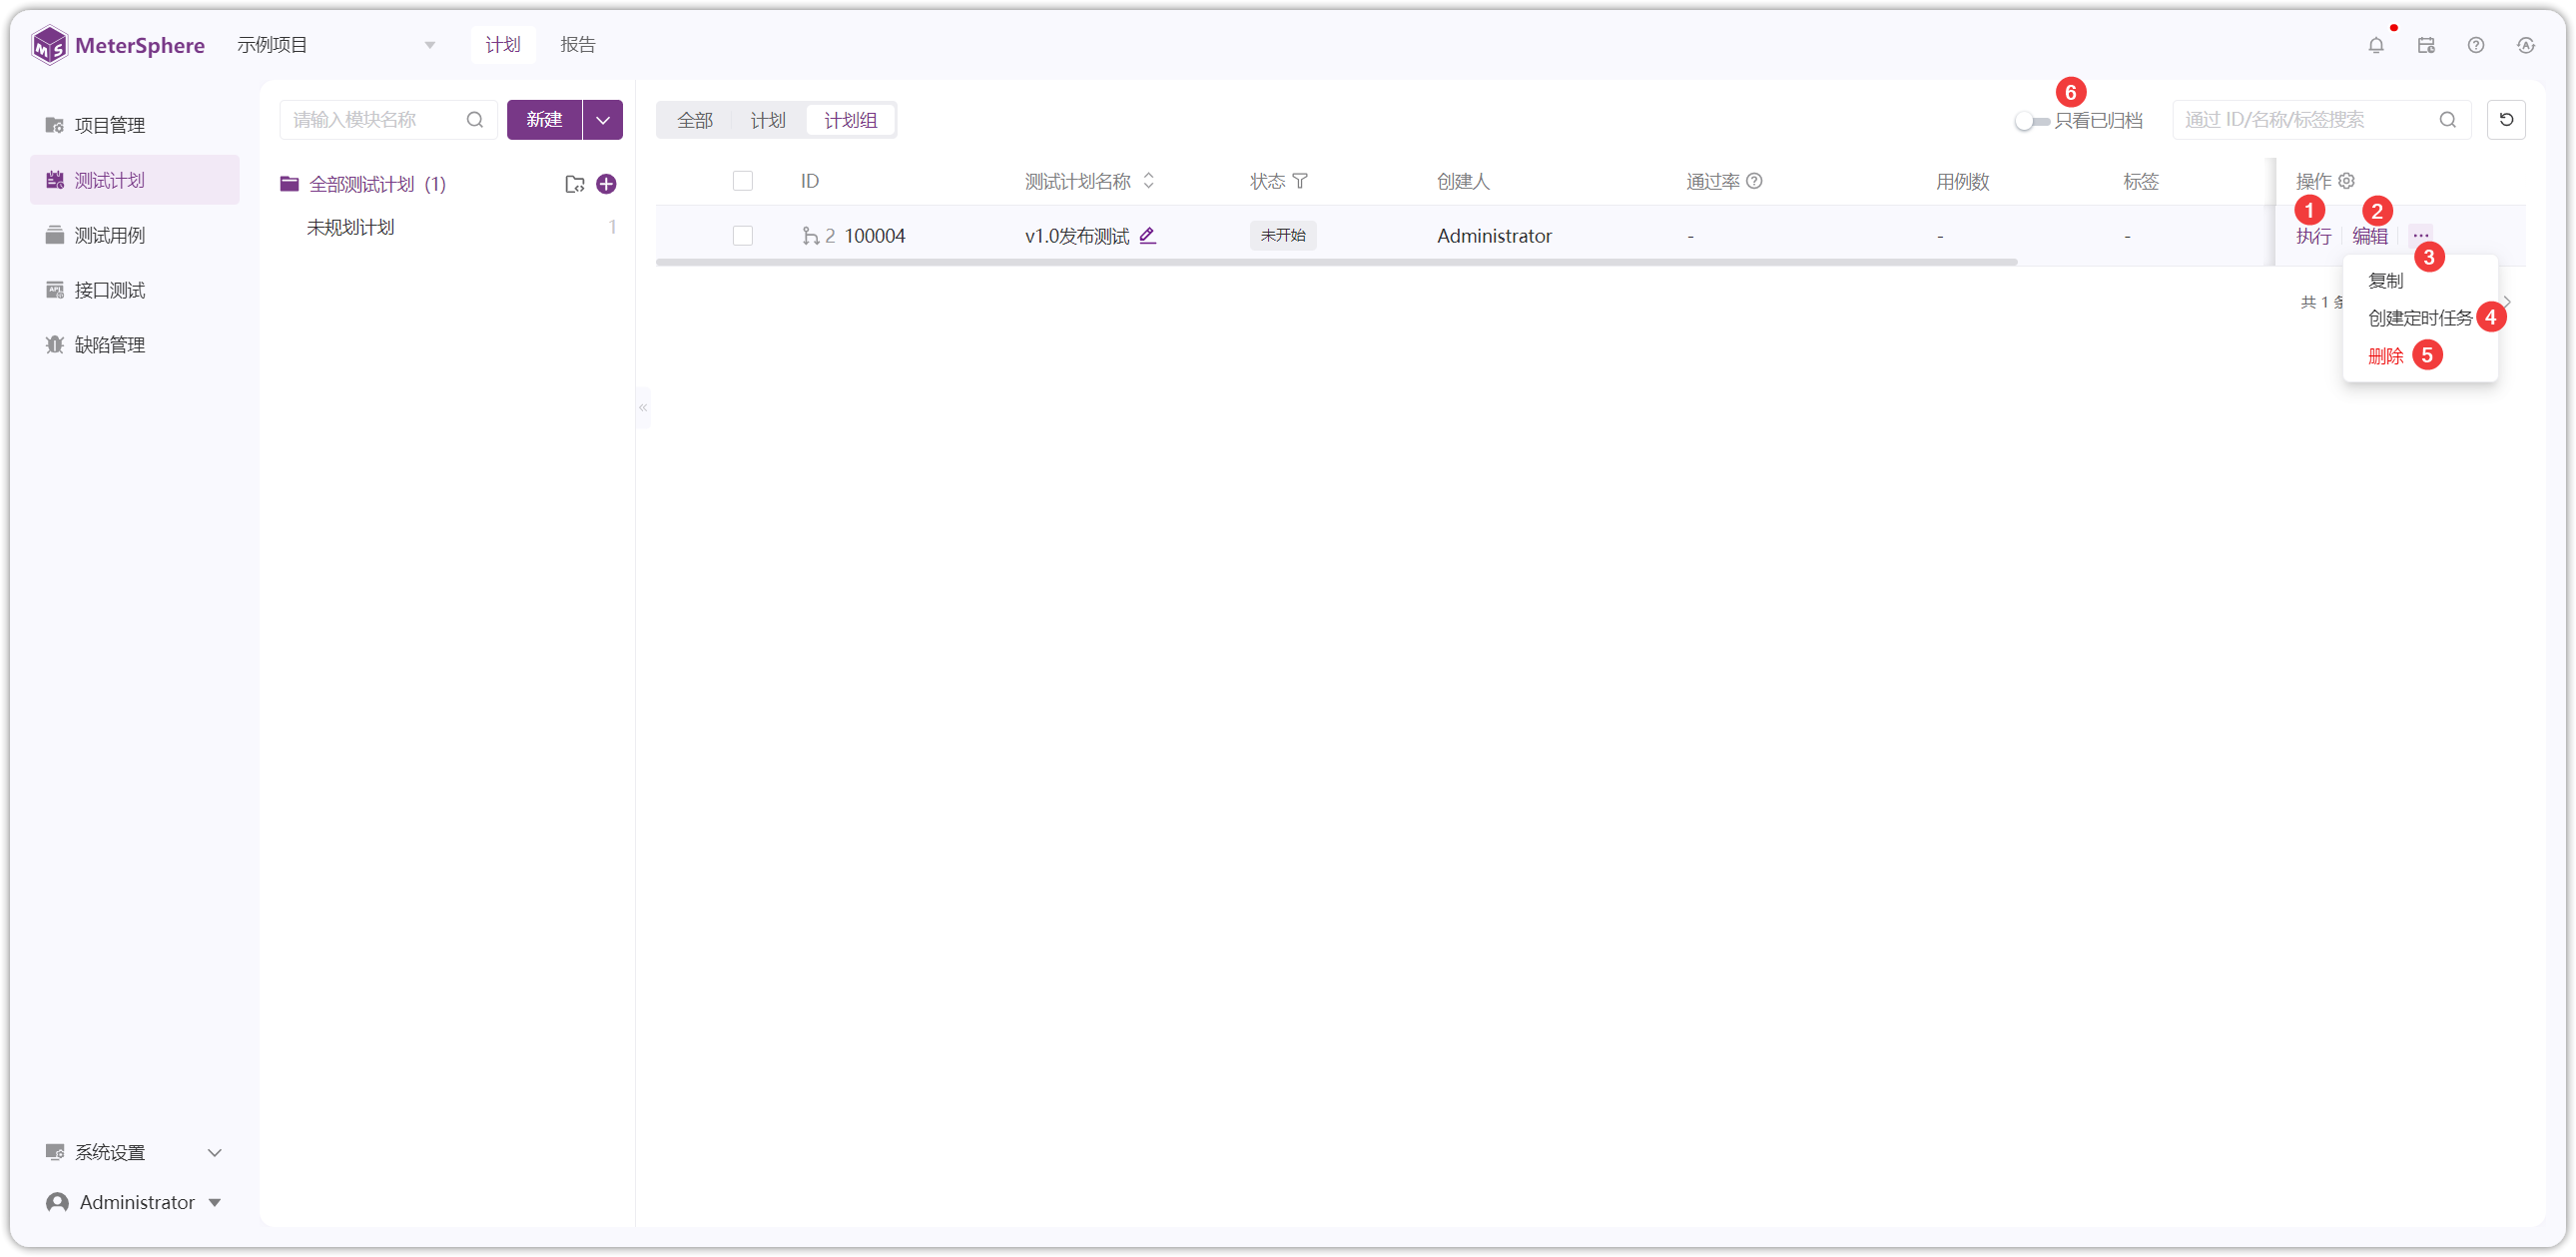 MeterSphere
示例项目
计划
报告
项目管理
测试计划
测试用例
接口测试
缺陷管理
系统设置
Administrator
请输入模块名称
新建
全部测试计划 (1)
未规划计划 1
全部 计划 计划组
6
只看已归档
通过 ID/名称/标签搜索
ID 测试计划名称 状态 创建人 通过率 用例数 标签 操作
1 2
2 100004 v1.0发布测试 未开始 Administrator - - - 执行 编辑 ...
3
复制
共 1 条
创建定时任务 4
删除 5